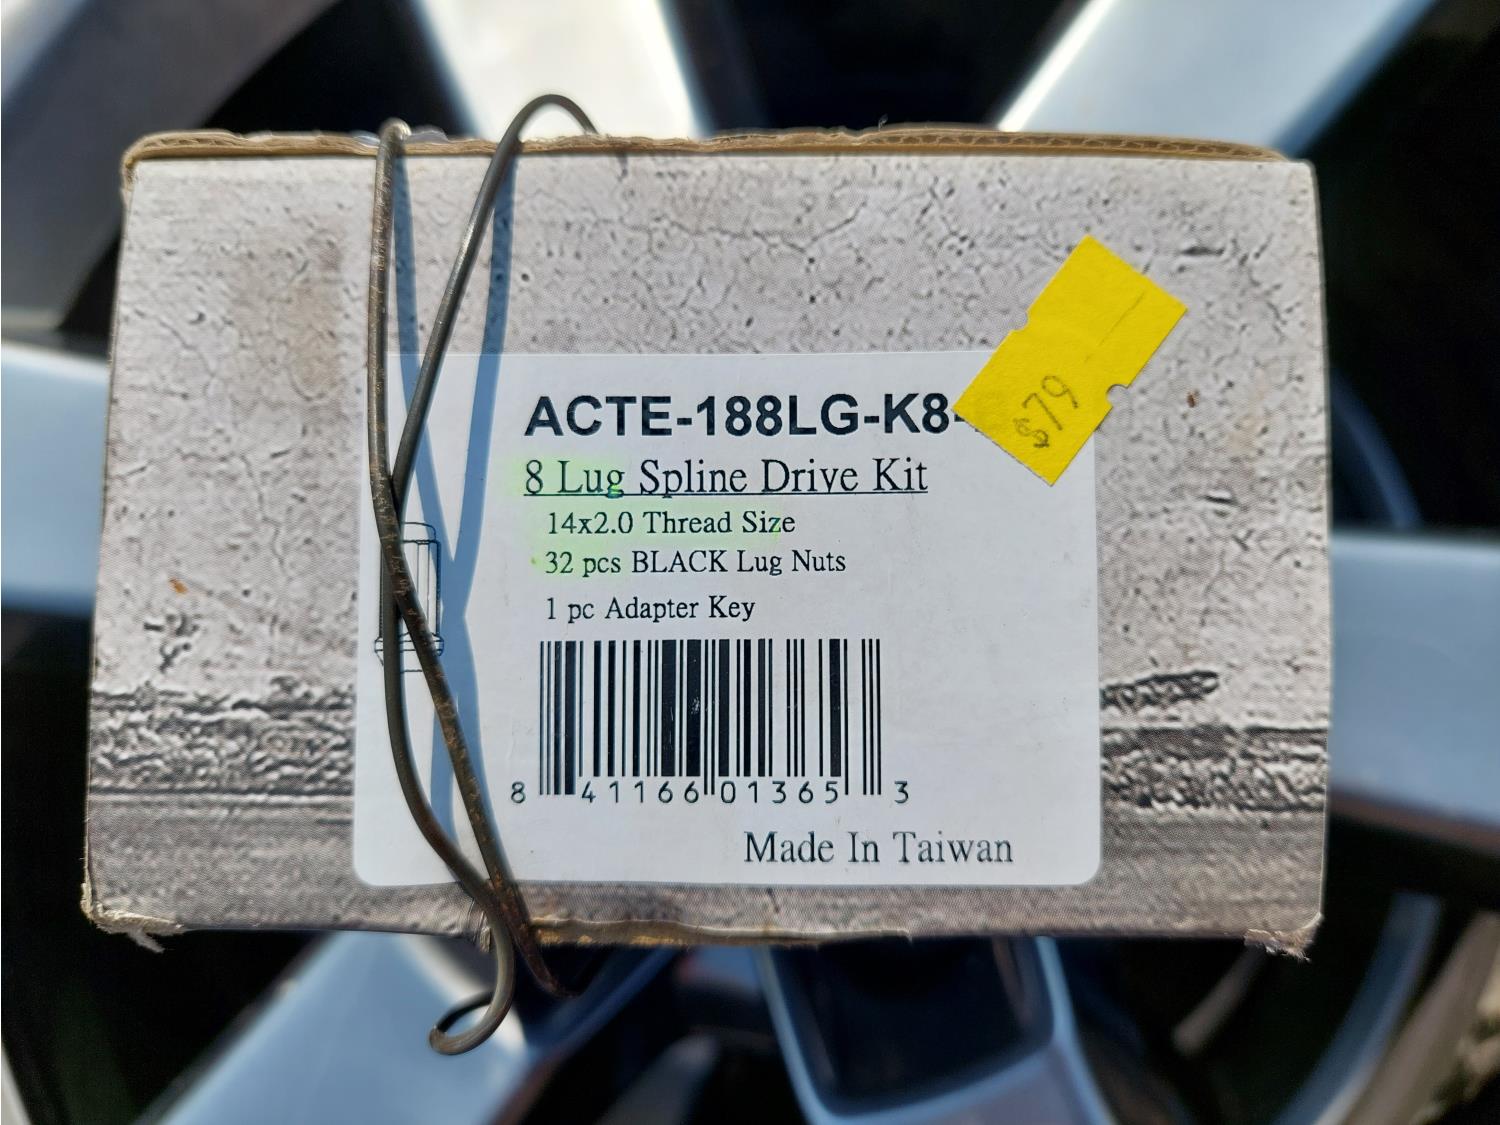 ACTE-188LG-K8-
$79
8 Lug Spline Drive Kit
14x2.0 Thread Size
32 pcs BLACK Lug Nuts
1 pc Adapter Key
8 41166 01365 3
Made In Taiwan